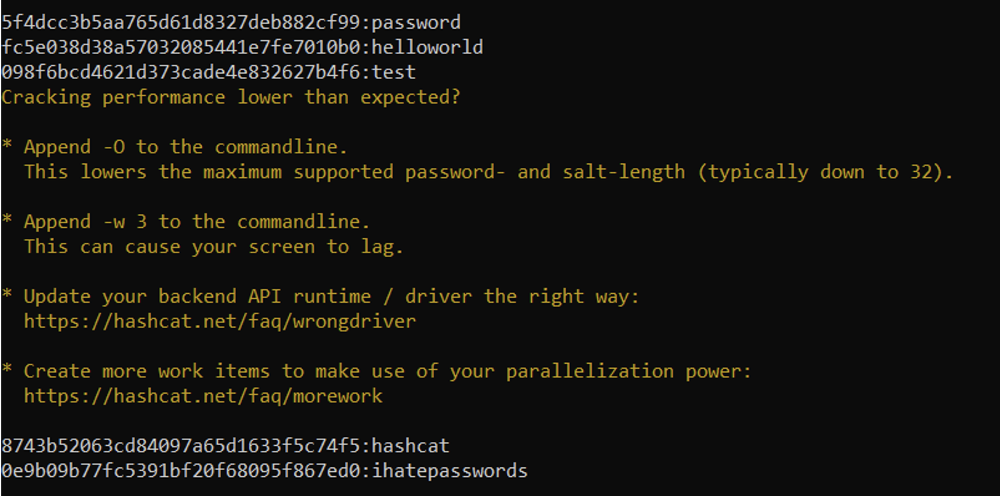 5f4dcc3b5aa765d61d8327deb882cf99:password
fc5e038d38a57032085441e7fe7010b0:helloworld
098f6bcd4621d373cade4e832627b4f6:test
Cracking performance lower than expected?
* Append -O to the commandline.
This lowers the maximum supported password- and salt-length (typically down to 32).
* Append -w 3 to the commandline.
This can cause your screen to lag.
* Update your backend API runtime / driver the right way:
https://hashcat.net/faq/wrongdriver
* Create more work items to make use of your parallelization power:
https://hashcat.net/faq/morework
8743b52063cd84097a65d1633f5c74f5:hashcat
0e9b09b77fc5391bf20f68095f867ed0:ihatepasswords